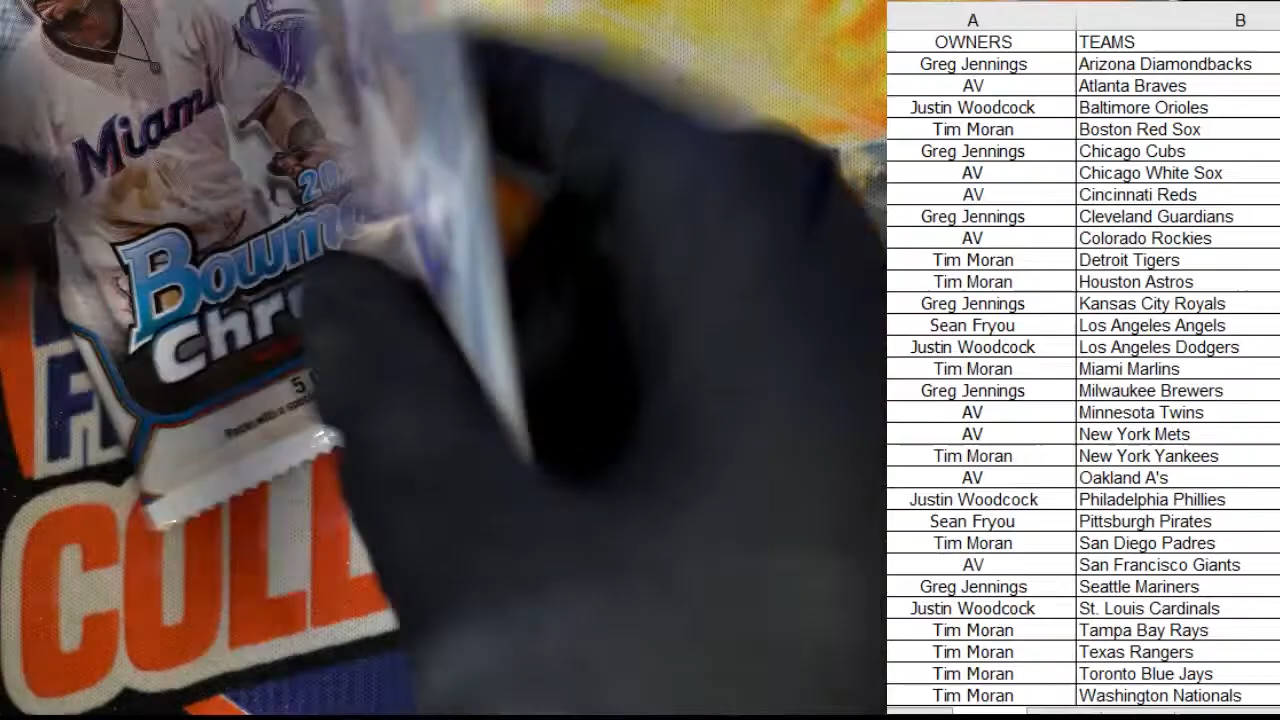 Miami
20
Bowm
Chr
5
F
COLL
A B
OWNERS TEAMS
Greg Jennings Arizona Diamondbacks
AV Atlanta Braves
Justin Woodcock Baltimore Orioles
Tim Moran Boston Red Sox
Greg Jennings Chicago Cubs
AV Chicago White Sox
AV Cincinnati Reds
Greg Jennings Cleveland Guardians
AV Colorado Rockies
Tim Moran Detroit Tigers
Tim Moran Houston Astros
Greg Jennings Kansas City Royals
Sean Fryou Los Angeles Angels
Justin Woodcock Los Angeles Dodgers
Tim Moran Miami Marlins
Greg Jennings Milwaukee Brewers
AV Minnesota Twins
AV New York Mets
Tim Moran New York Yankees
AV Oakland A's
Justin Woodcock Philadelphia Phillies
Sean Fryou Pittsburgh Pirates
Tim Moran San Diego Padres
AV San Francisco Giants
Greg Jennings Seattle Mariners
Justin Woodcock St. Louis Cardinals
Tim Moran Tampa Bay Rays
Tim Moran Texas Rangers
Tim Moran Toronto Blue Jays
Tim Moran Washington Nationals